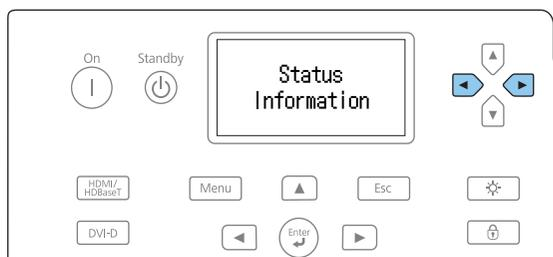 On
Standby
Status
Information
HDMI/
HDBaseT
Menu
Esc
DVI-D
Enter